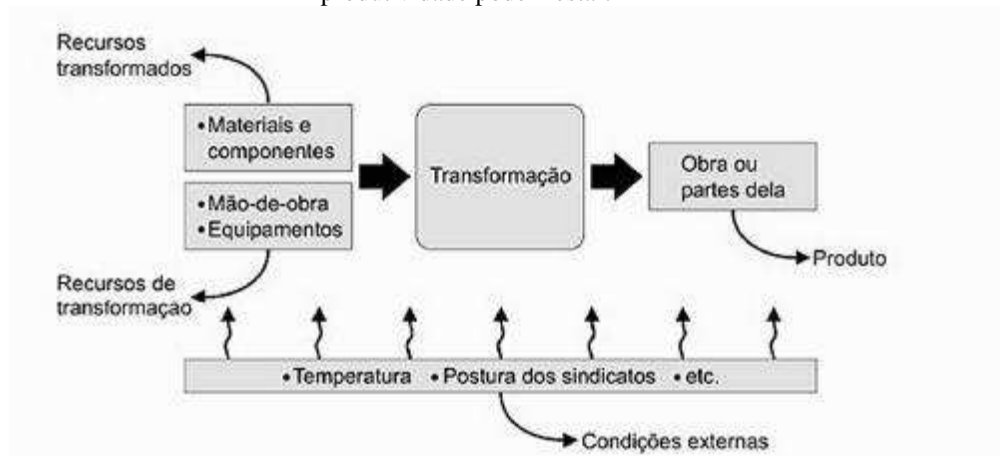 Recursos
transformados
• Materiais e
componentes
• Mão-de-obra
• Equipamentos
Recursos de
transformação
Transformação
Obra ou
partes dela
Produto
• Temperatura • Postura dos sindicatos • etc.
Condições externas